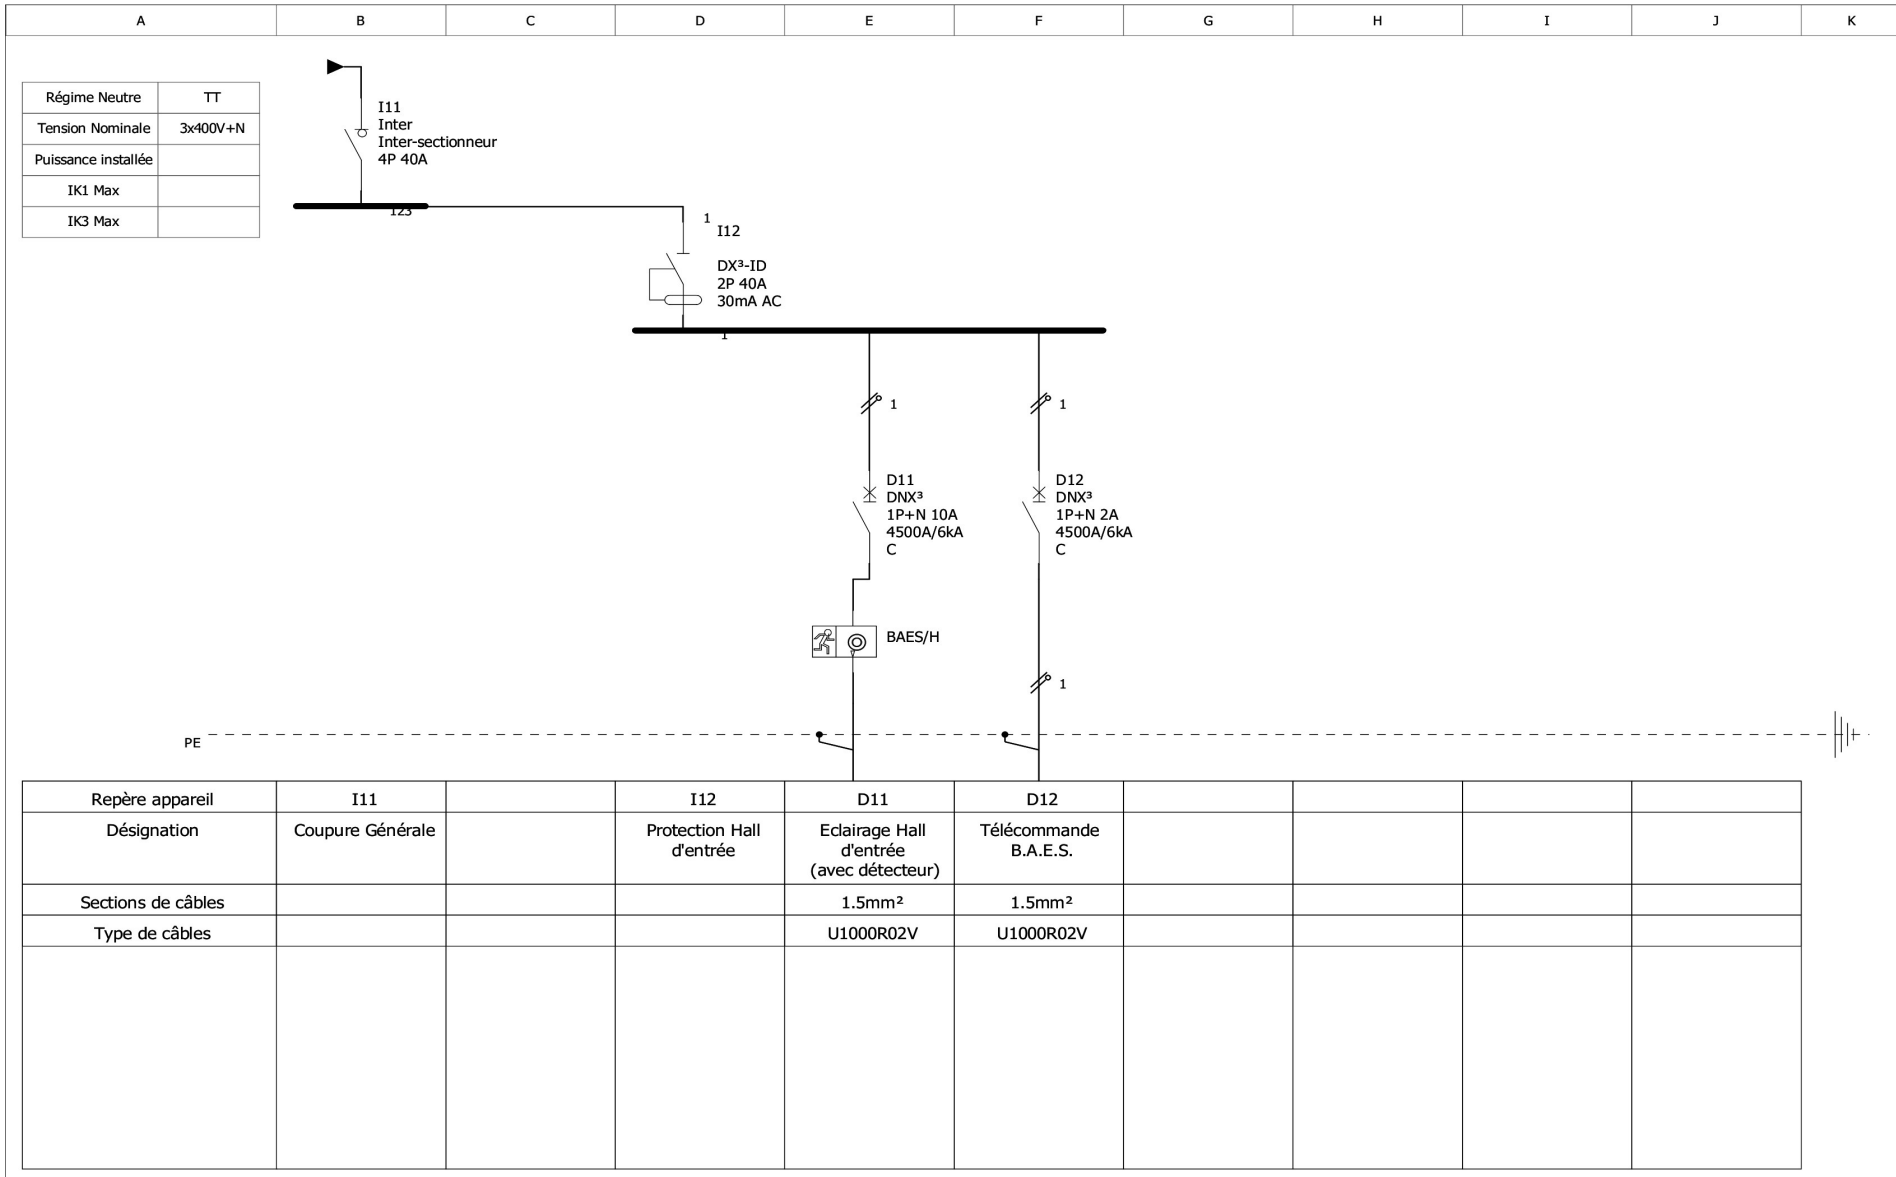 A B C D E F G H I J K
Régime Neutre TT
Tension Nominale 3x400V+N
Puissance installée
IK1 Max
IK3 Max
I11
Inter
Inter-sectionneur
4P 40A
123
1
I12
DX³-ID
2P 40A
30mA AC
1
1
1
D11
DNX³
1P+N 10A
4500A/6kA
C
D12
DNX³
1P+N 2A
4500A/6kA
C
BAES/H
1
PE
Repère appareil I11 I12 D11 D12
Désignation Coupure Générale Protection Hall Eclairage Hall Télécommande
d'entrée d'entrée B.A.E.S.
(avec détecteur)
Sections de câbles 1.5mm² 1.5mm²
Type de câbles U1000R02V U1000R02V